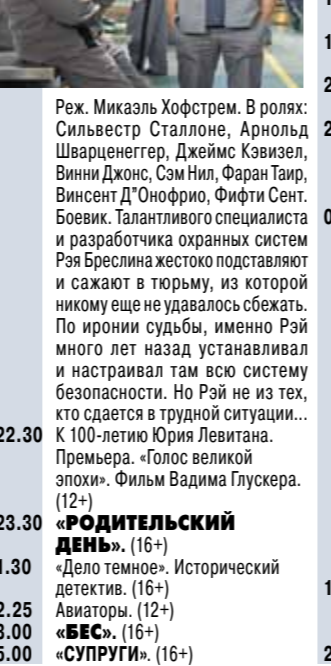 Реж. Микаэль Хофстрем. В ролях:
Сильвестр Сталлоне, Арнольд
Шварценеггер, Джеймс Кэвизел,
Винни Джонс, Сэм Нил, Фаран Таир,
Винсент Д"Онофрио, Фифти Сент.
Боевик. Талантливого специалиста
и разработчика охранных систем
Рэя Бреслина жестоко подставляют
и сажают в тюрьму, из которой
никому еще не удавалось сбежать.
По иронии судьбы, именно Рэй
много лет назад устанавливал
и настраивал там всю систему
безопасности. Но Рэй не из тех,
кто сдается в трудной ситуации...
22.30 К 100-летию Юрия Левитана.
Премьера. «Голос великой
эпохи». Фильм Вадима Глускера.
(12+)
23.30 «РОДИТЕЛЬСКИЙ
ДЕНЬ». (16+)
1.30 «Дело темное». Исторический
детектив. (16+)
2.25 Авиаторы. (12+)
3.00 «БЕС». (16+)
5.00 «СУПРУГИ». (16+)